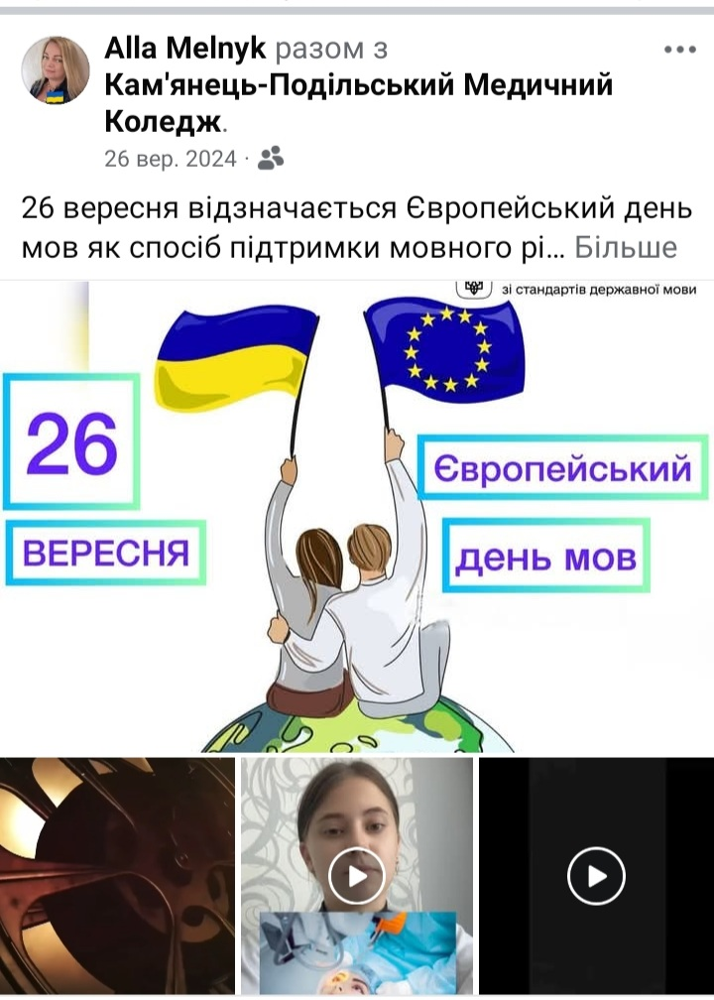 Alla Melnyk разом з
Кам'янець-Подільський Медичний
Коледж.
26 вер. 2024 ·
26 вересня відзначається Європейський день
мов як спосіб підтримки мовного рі... Більше
зі стандартів державної мови
26
ВЕРЕСНЯ
Європейський
день мов